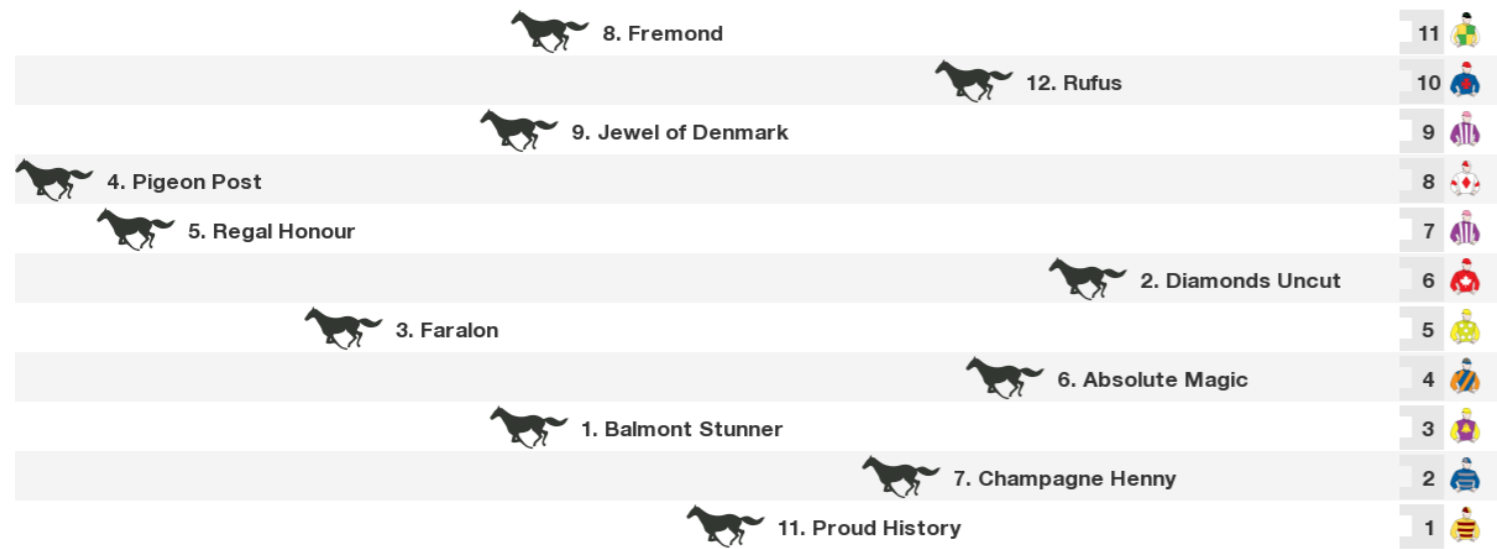 8. Fremond 11
12. Rufus 10
9. Jewel of Denmark 9
4. Pigeon Post 8
5. Regal Honour 7
2. Diamonds Uncut 6
3. Faralon 5
6. Absolute Magic 4
1. Balmont Stunner 3
7. Champagne Henny 2
11. Proud History 1